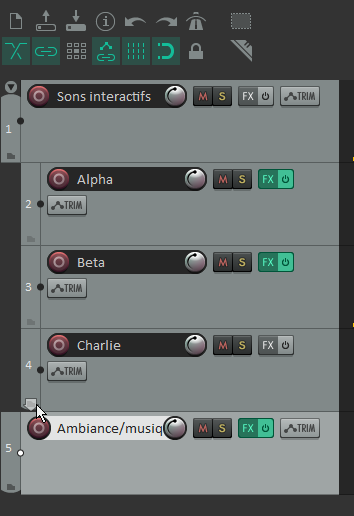 1
Sons interactifs M S FX TRIM
2
Alpha M S FX
TRIM
3
Beta M S FX
TRIM
4
Charlie M S FX
TRIM
5
Ambiance/musiq M S FX TRIM